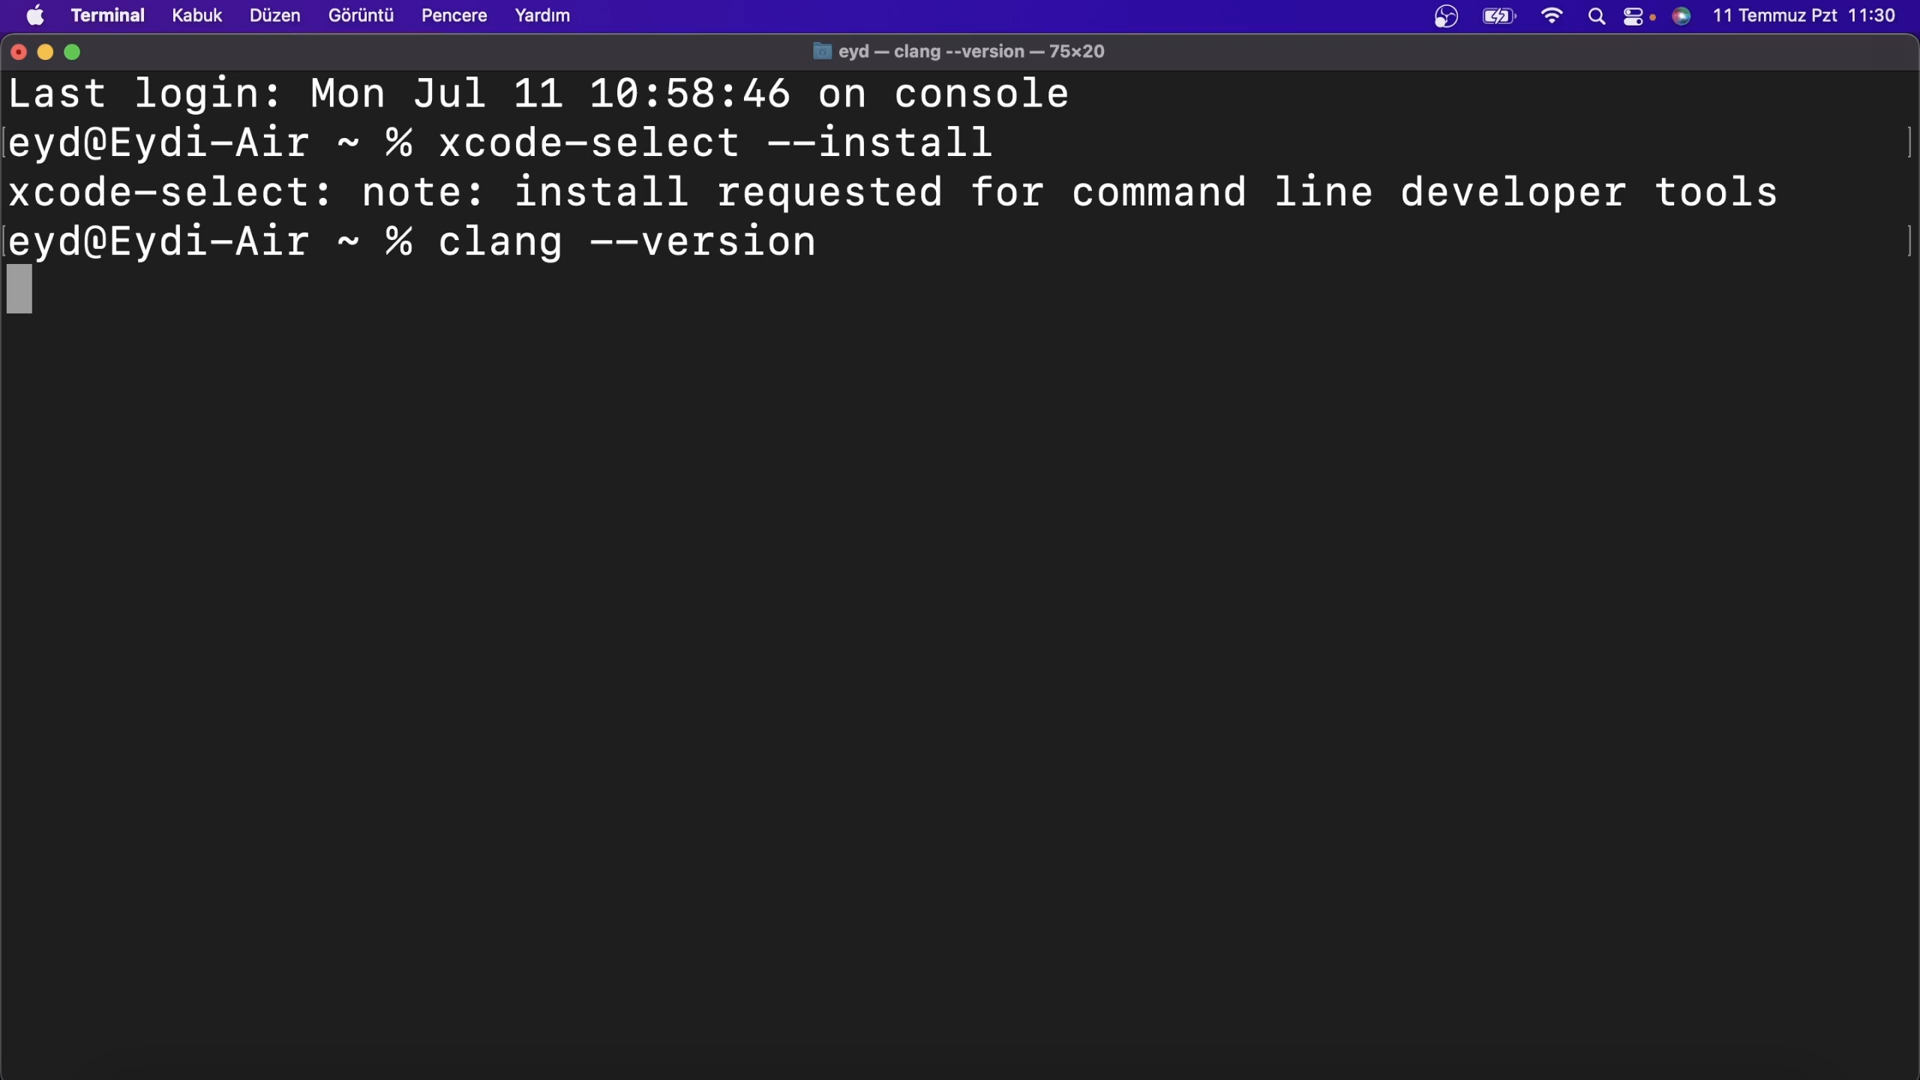 Terminal Kabuk Düzen Görüntü Pencere Yardım 11 Temmuz Pzt 11:30
eyd — clang --version — 75×20
Last login: Mon Jul 11 10:58:46 on console
eyd@Eydi-Air ~ % xcode-select --install
xcode-select: note: install requested for command line developer tools
eyd@Eydi-Air ~ % clang --version